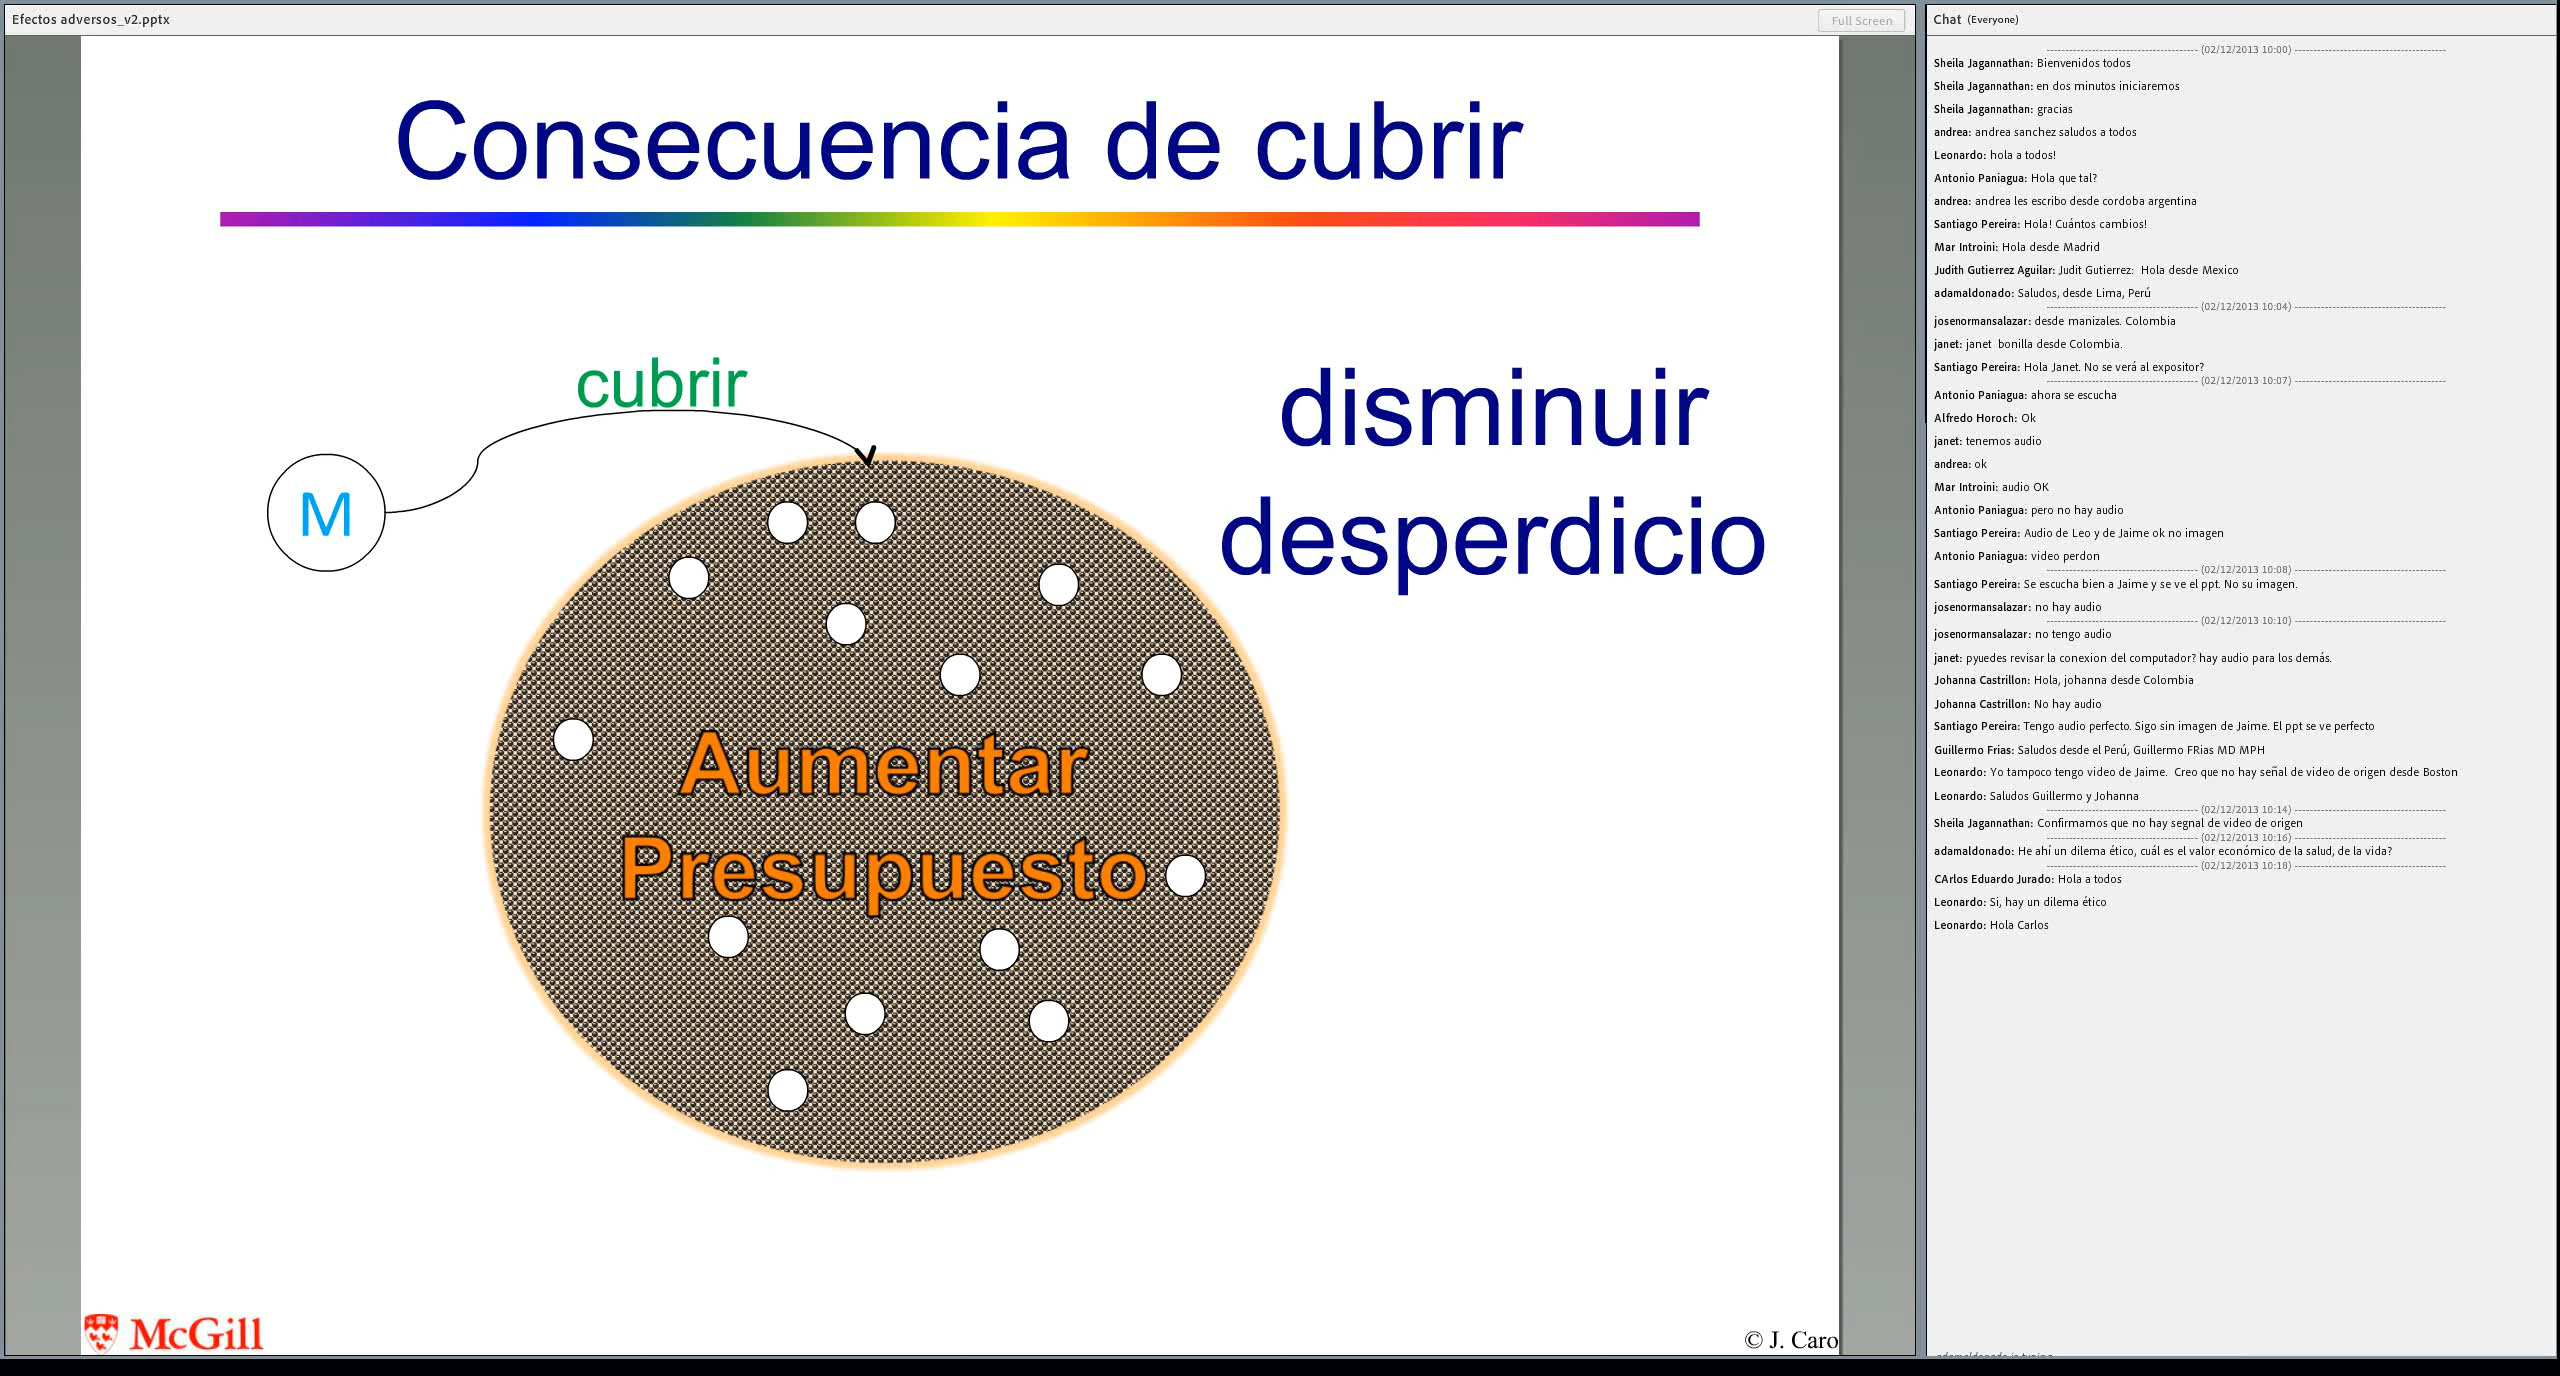 Efectos adversos_v2.pptx
Full Screen
Consecuencia de cubrir
cubrir
M
disminuir
desperdicio
Aumentar
Presupuesto
McGill
© J. Caro
Chat (Everyone)
(02/12/2013 10:00)
Sheila Jagannathan: Bienvenidos todos
Sheila Jagannathan: en dos minutos iniciaremos
Sheila Jagannathan: gracias
andrea: andrea sanchez saludos a todos
Leonardo: hola a todos!
Antonio Paniagua: Hola que tal?
andrea: andrea les escribo desde cordoba argentina
Santiago Pereira: Hola! Cuántos cambios!
Mar Introini: Hola desde Madrid
Judith Gutierrez Aguilar: Judit Gutierrez: Hola desde Mexico
adamaldonado: Saludos, desde Lima, Perú
(02/12/2013 10:04)
josenormansalazar: desde manizales. Colombia
janet: janet bonilla desde Colombia.
Santiago Pereira: Hola Janet. No se verá al expositor?
(02/12/2013 10:07)
Antonio Paniagua: ahora se escucha
Alfredo Horoch: Ok
janet: tenemos audio
andrea: ok
Mar Introini: audio OK
Antonio Paniagua: pero no hay audio
Santiago Pereira: Audio de Leo y de Jaime ok no imagen
Antonio Paniagua: video perdon
(02/12/2013 10:08)
Santiago Pereira: Se escucha bien a Jaime y se ve el ppt. No su imagen.
josenormansalazar: no hay audio
(02/12/2013 10:10)
josenormansalazar: no tengo audio
janet: pyuedes revisar la conexion del computador? hay audio para los demás.
Johanna Castrillon: Hola, johanna desde Colombia
Johanna Castrillon: No hay audio
Santiago Pereira: Tengo audio perfecto. Sigo sin imagen de Jaime. El ppt se ve perfecto
Guillermo Frias: Saludos desde el Perú, Guillermo FRias MD MPH
Leonardo: Yo tampoco tengo video de Jaime. Creo que no hay señal de video de origen desde Boston
Leonardo: Saludos Guillermo y Johanna
(02/12/2013 10:14)
Sheila Jagannathan: Confirmamos que no hay segnal de video de origen
(02/12/2013 10:16)
adamaldonado: He ahí un dilema ético, cuál es el valor económico de la salud, de la vida?
(02/12/2013 10:18)
CArlos Eduardo Jurado: Hola a todos
Leonardo: Si, hay un dilema ético
Leonardo: Hola Carlos